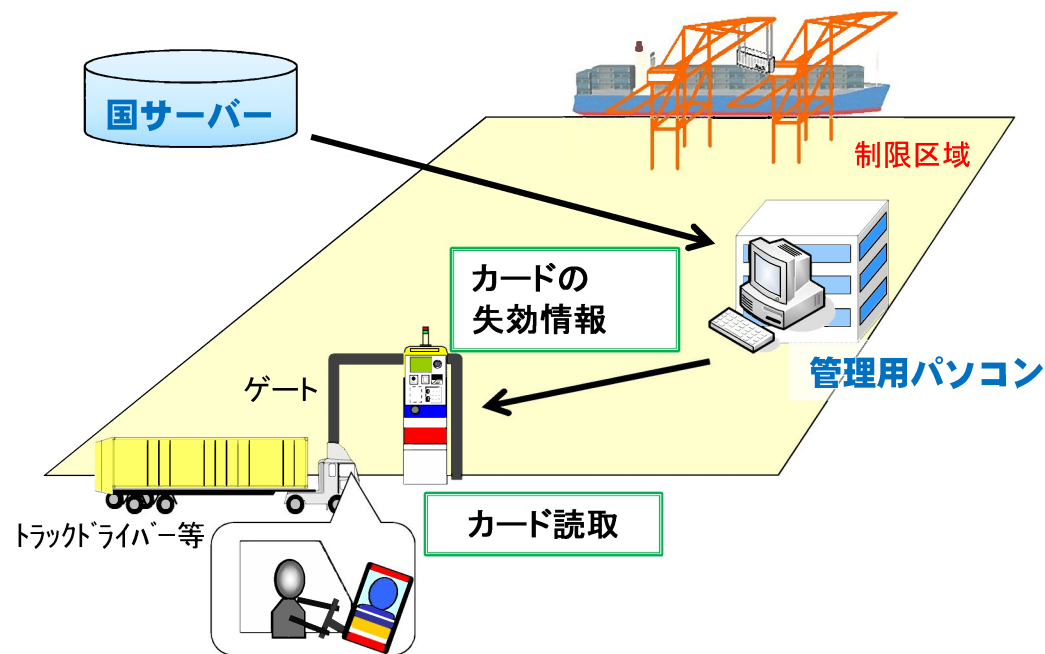 国サーバー
制限区域
カードの
失効情報
管理用パソコン
ゲート
トラックドライバー等
カード読取